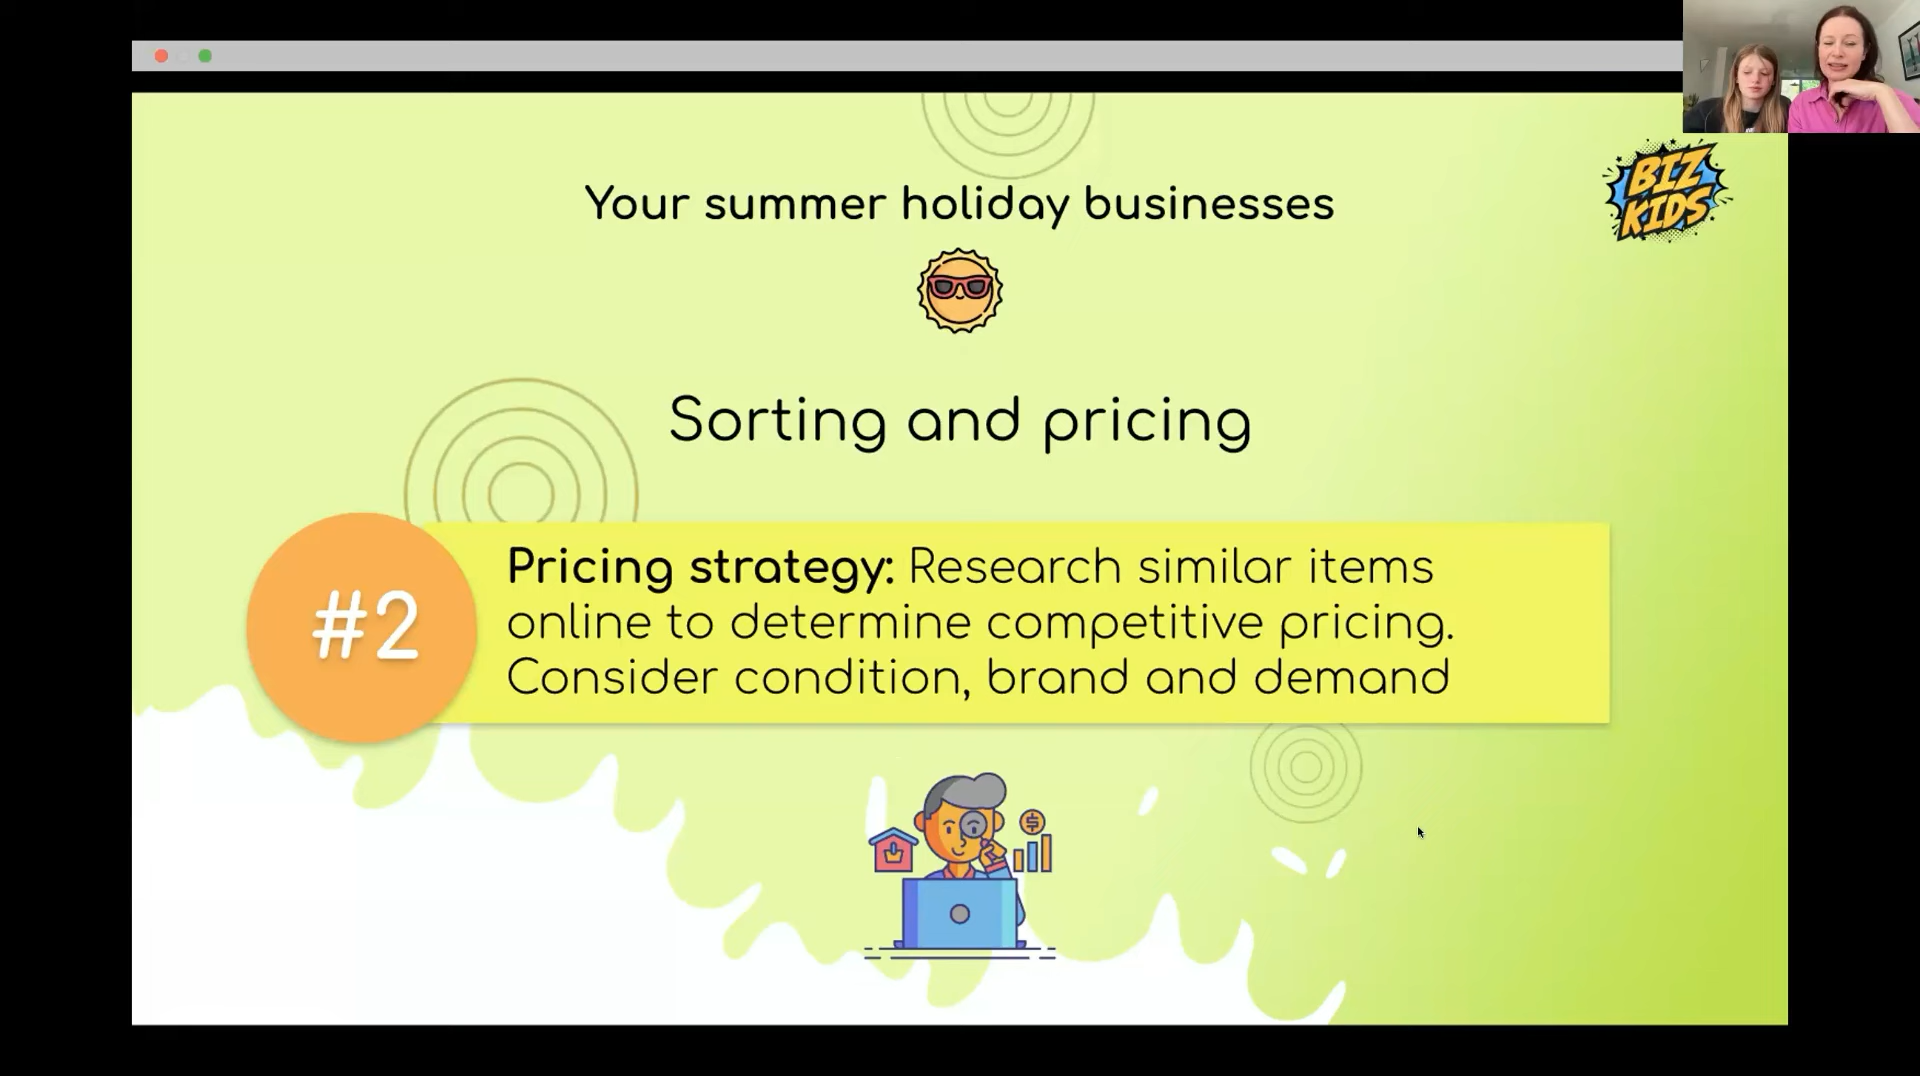 Your summer holiday businesses
BIZ
KIDS
Sorting and pricing
#2
Pricing strategy: Research similar items
online to determine competitive pricing.
Consider condition, brand and demand
$